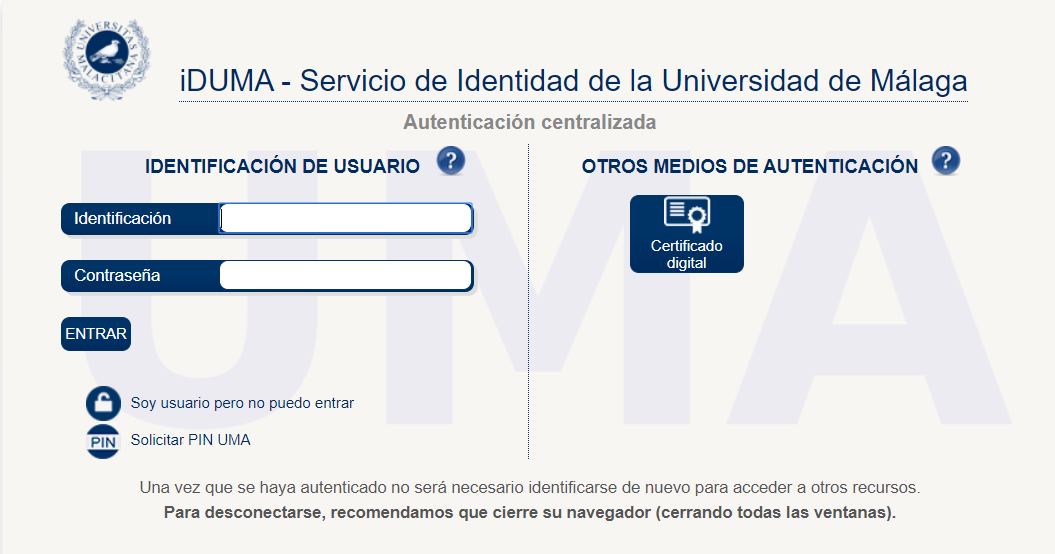 UNIVERSITAS MALACITANA
iDUMA - Servicio de Identidad de la Universidad de Málaga
Autenticación centralizada
UMA
IDENTIFICACIÓN DE USUARIO ?
Identificación
Contraseña
ENTRAR
Soy usuario pero no puedo entrar
PIN Solicitar PIN UMA
OTROS MEDIOS DE AUTENTICACIÓN ?
Certificado
digital
Una vez que se haya autenticado no será necesario identificarse de nuevo para acceder a otros recursos.
Para desconectarse, recomendamos que cierre su navegador (cerrando todas las ventanas).